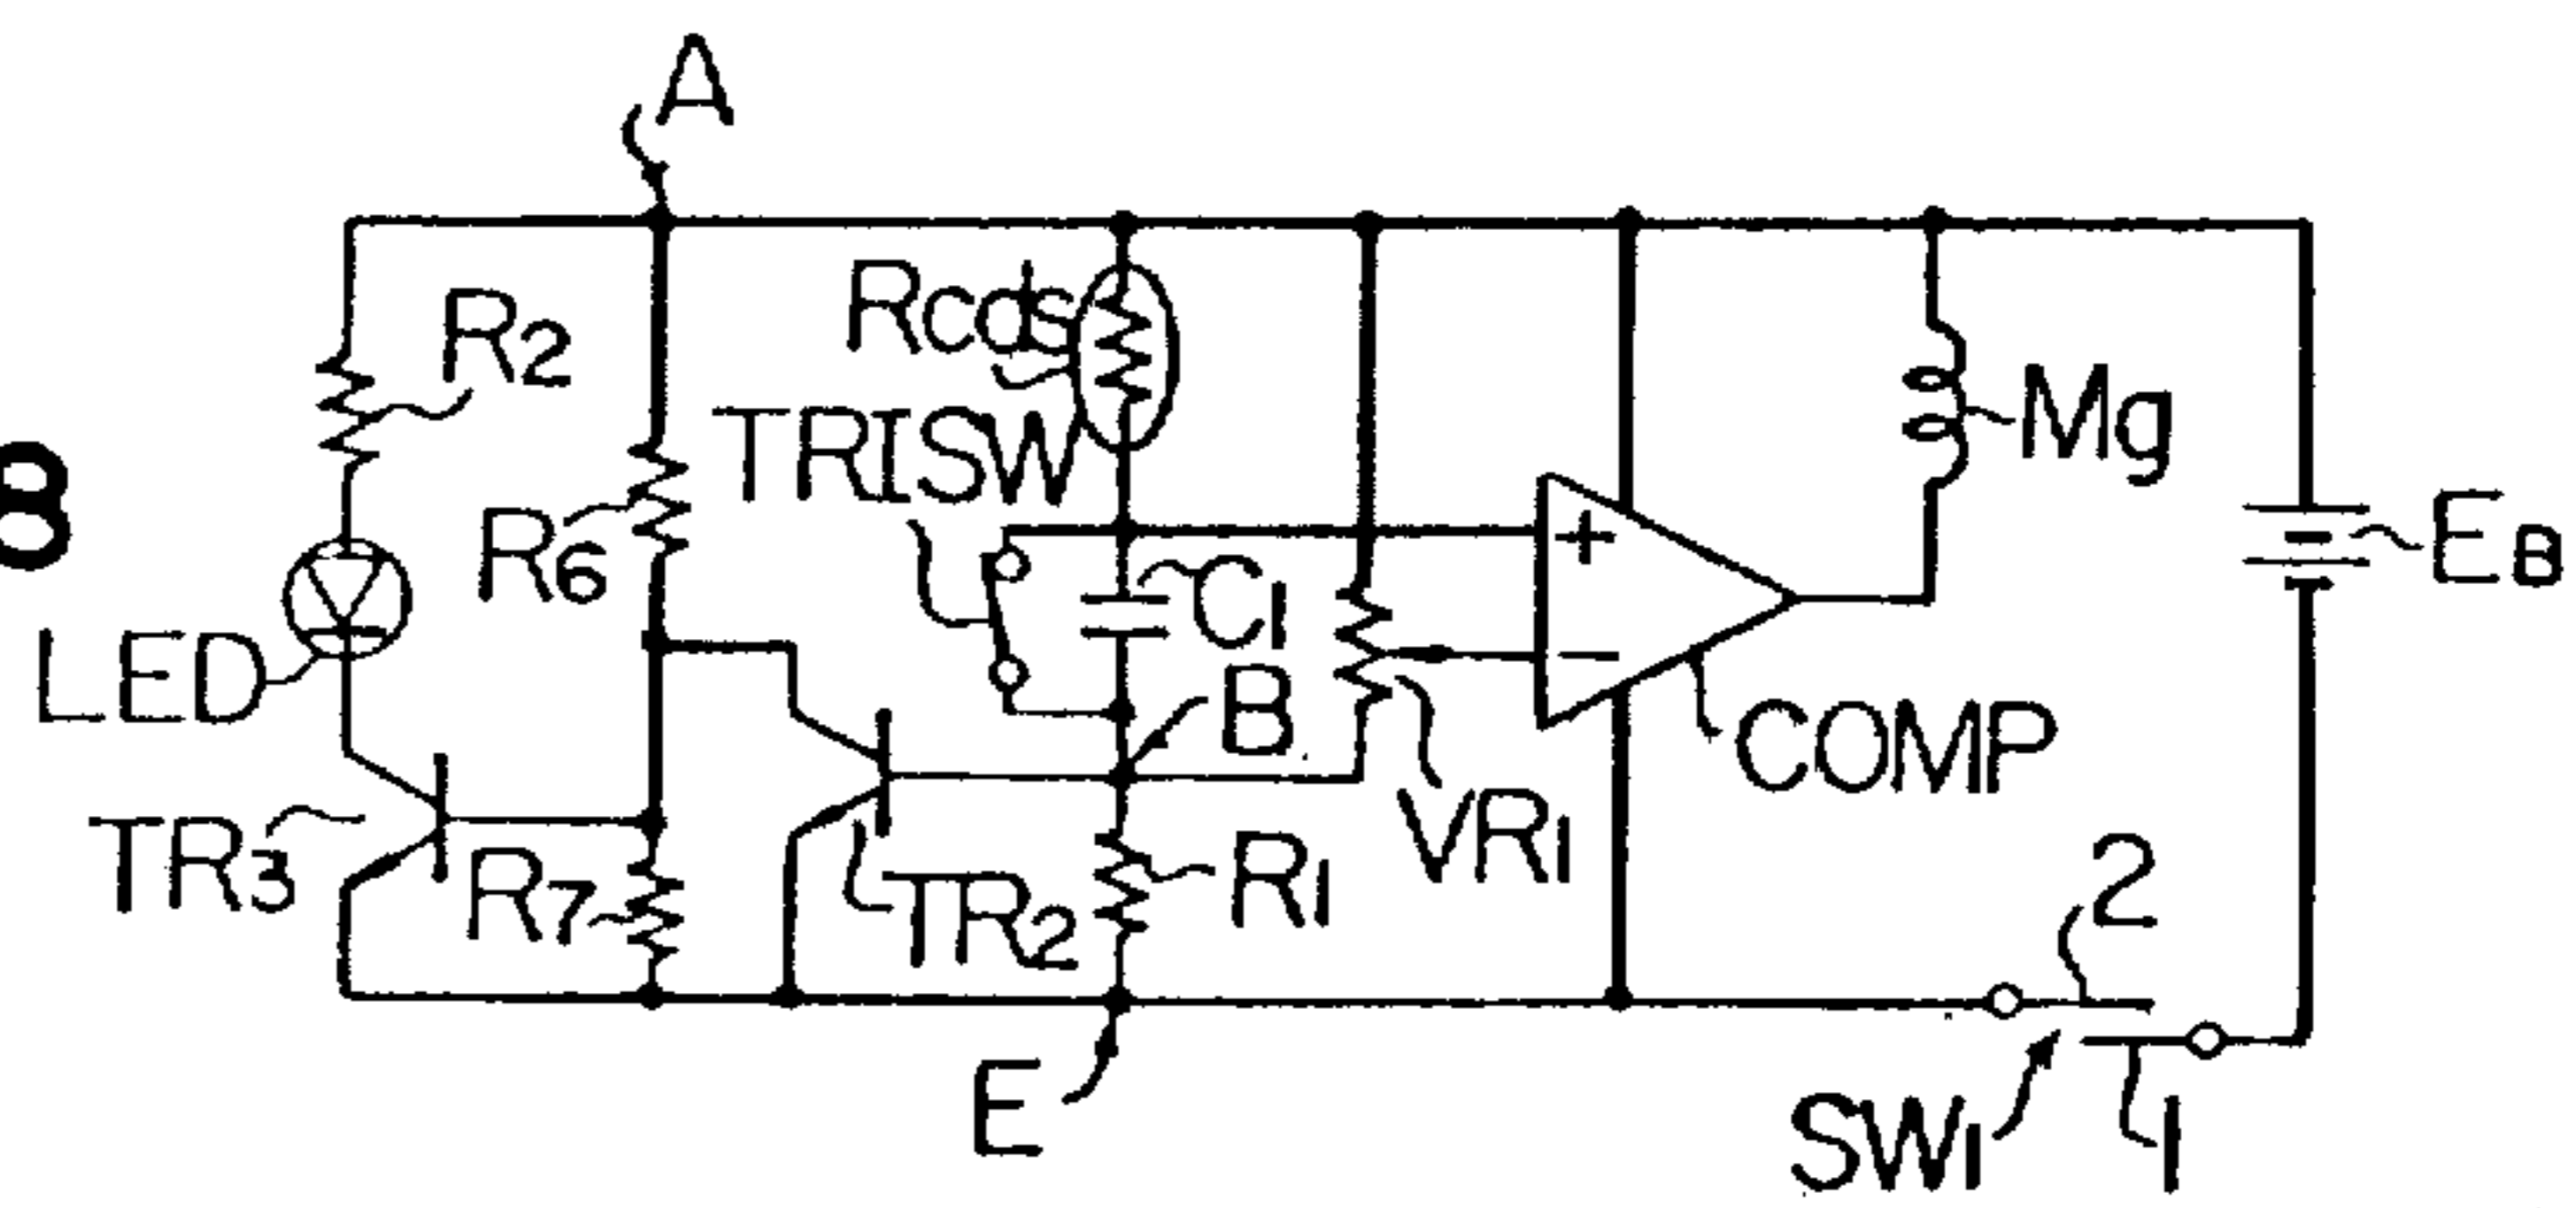 A
R2
Rcds
TRISW
Mg
8
R6
C1
+
EB
LED
B
−
COMP
TR3
R7
TR2
R1
VR1
2
E
SW1
1